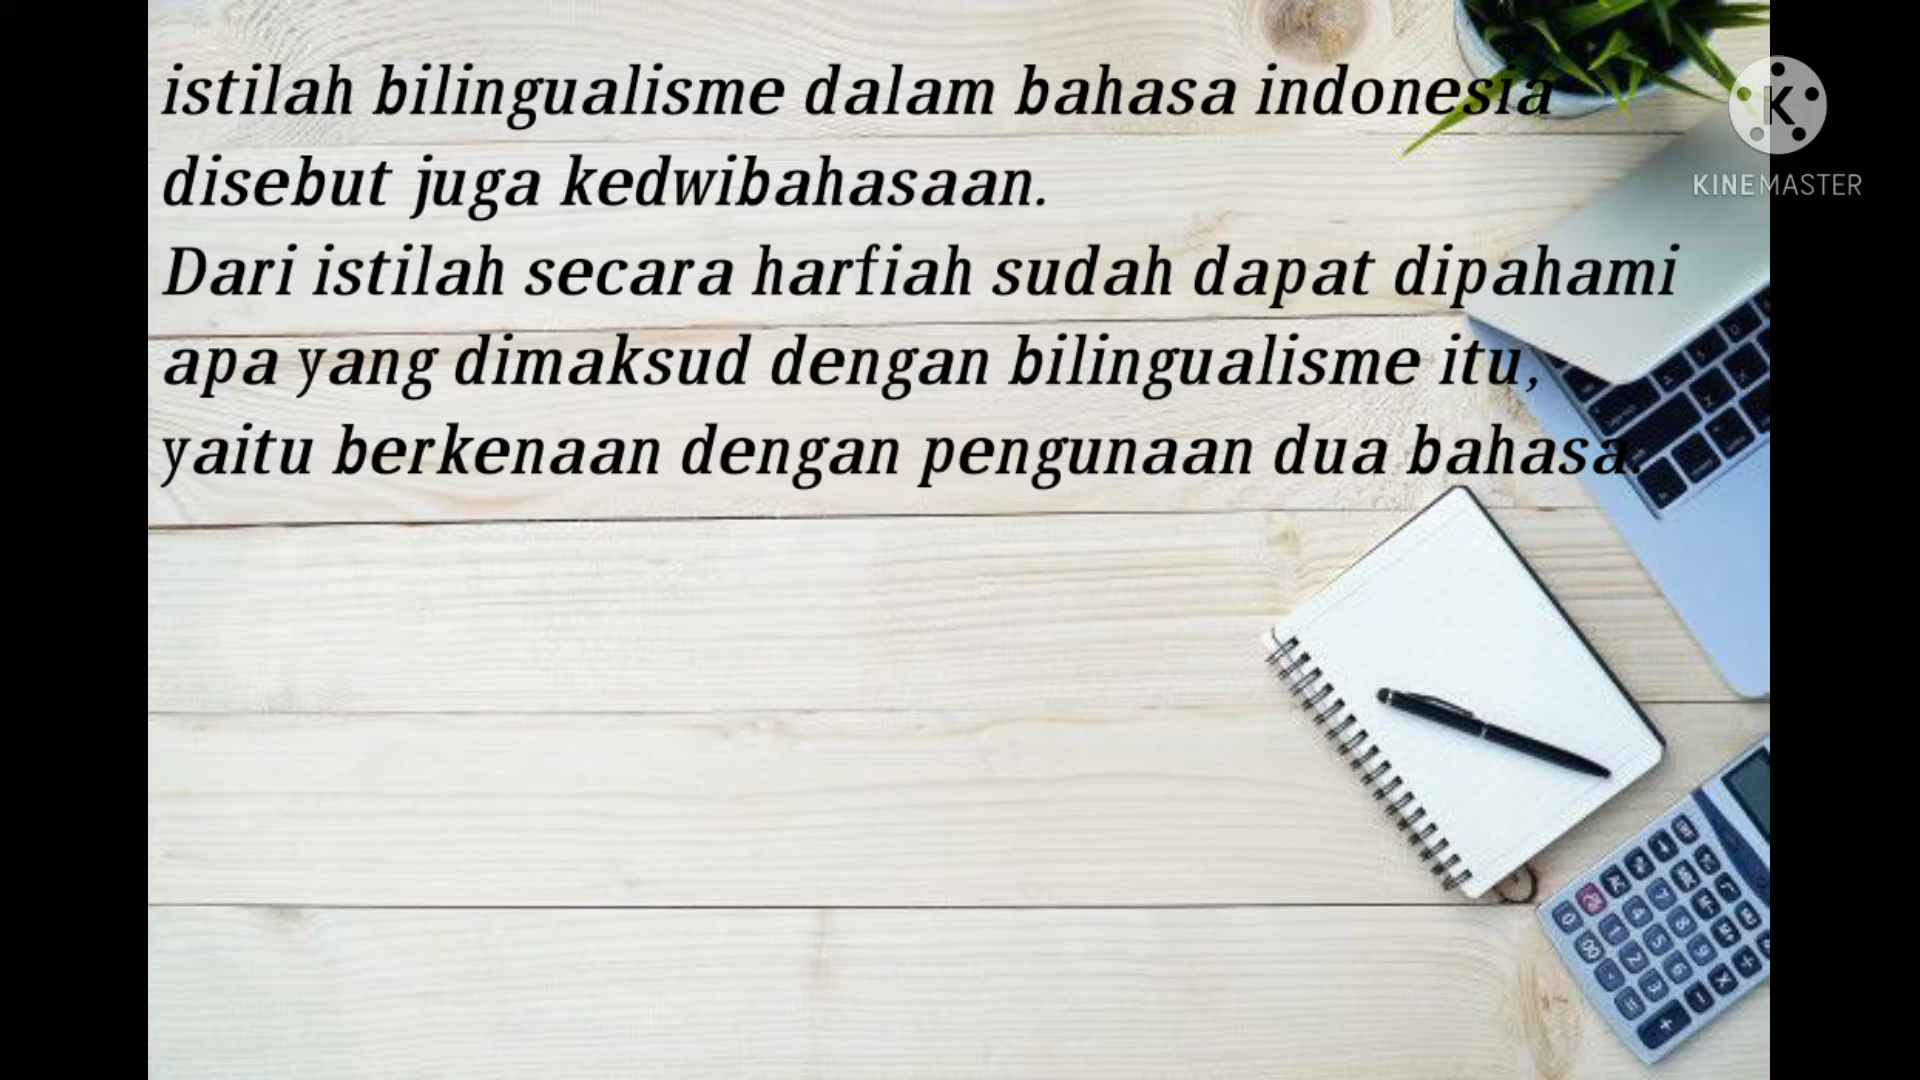 istilah bilingualisme dalam bahasa indonesia
disebut juga kedwibahasaan.
Dari istilah secara harfiah sudah dapat dipahami
apa yang dimaksud dengan bilingualisme itu,
yaitu berkenaan dengan pengunaan dua bahasa.
K
KINEMASTER